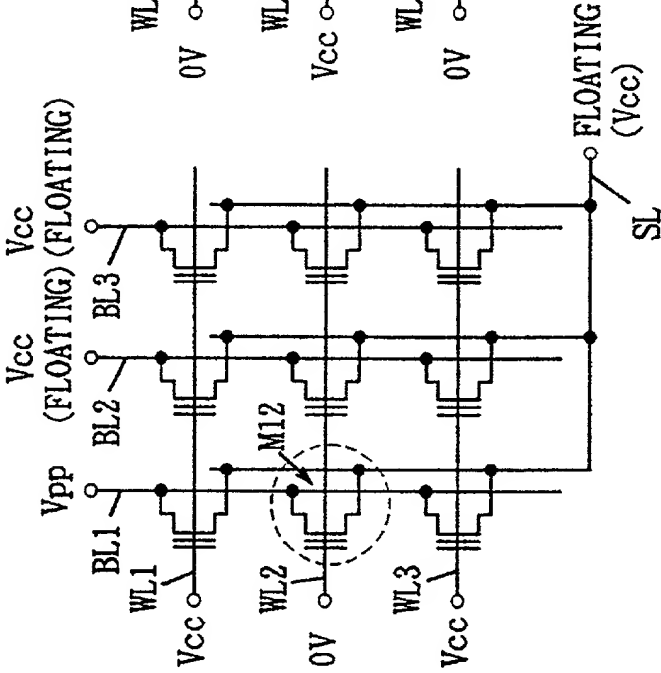 Vcc
(FLOATING)
Vcc
(FLOATING)
Vpp
BL1
BL2
BL3
WL1
Vcc
WL2
0V
M12
WL3
Vcc
SL
FLOATING
(Vcc)
WL
0V
WL
Vcc
WL
0V